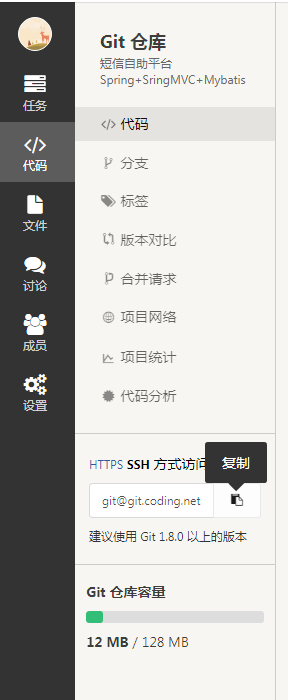 任务
代码
文件
讨论
成员
设置
Git 仓库
短信自助平台
Spring+SringMVC+Mybatis
代码
分支
标签
版本对比
合并请求
项目网络
项目统计
代码分析
HTTPS SSH 方式访问
复制
git@git.coding.net
建议使用 Git 1.8.0 以上的版本
Git 仓库容量
12 MB / 128 MB